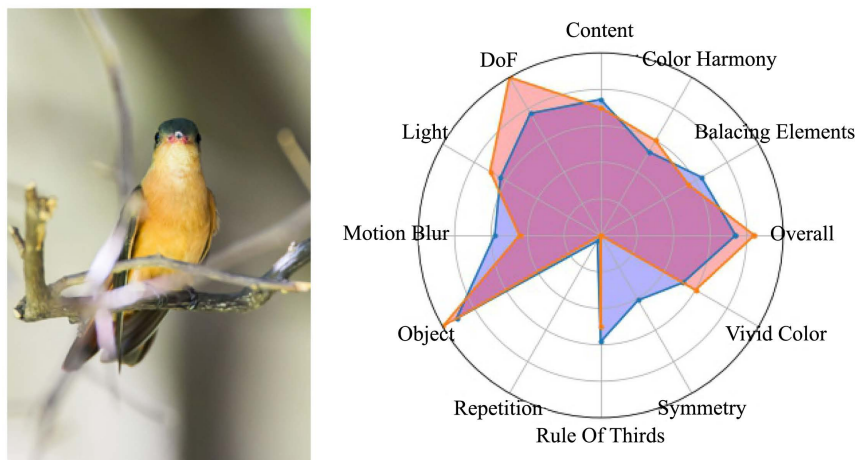 Content
DoF
Color Harmony
Light
Balacing Elements
Motion Blur
Overall
Object
Vivid Color
Repetition
Symmetry
Rule Of Thirds